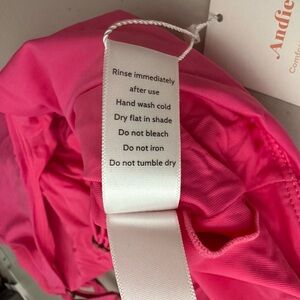 Rinse immediately
after use
Hand wash cold
Dry flat in shade
Do not bleach
Do not iron
Do not tumble dry
Andie